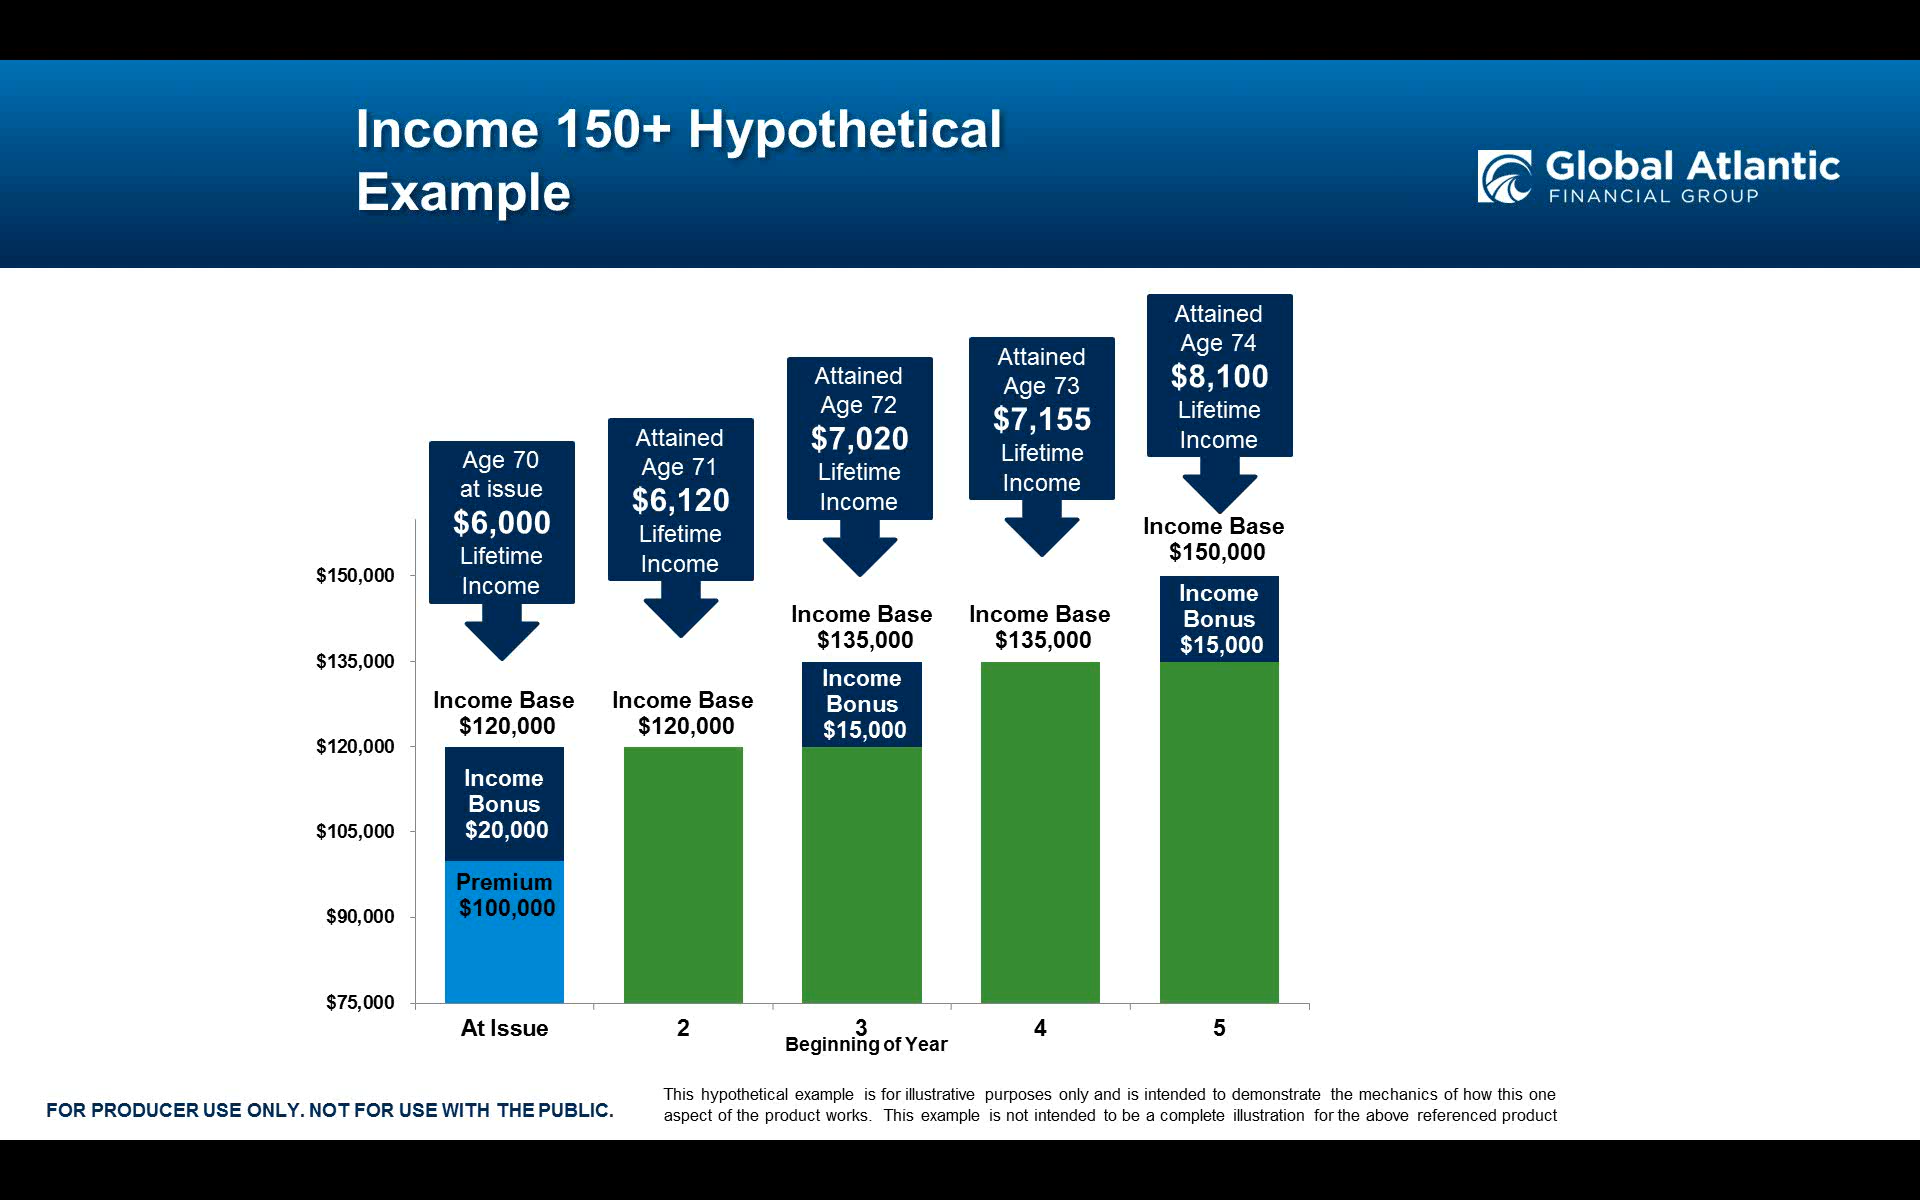 Income 150+ Hypothetical
Example
Global Atlantic
FINANCIAL GROUP
Age 70
at issue
$6,000
Lifetime
Income
Attained
Age 71
$6,120
Lifetime
Income
Attained
Age 72
$7,020
Lifetime
Income
Attained
Age 73
$7,155
Lifetime
Income
Attained
Age 74
$8,100
Lifetime
Income
$150,000
$135,000
$120,000
$105,000
$90,000
$75,000
Income Base
$120,000
Income
Bonus
$20,000
Premium
$100,000
Income Base
$120,000
Income Base
$135,000
Income
Bonus
$15,000
Income Base
$135,000
Income Base
$150,000
Income
Bonus
$15,000
At Issue
2
3
4
5
Beginning of Year
FOR PRODUCER USE ONLY. NOT FOR USE WITH THE PUBLIC.
This hypothetical example is for illustrative purposes only and is intended to demonstrate the mechanics of how this one
aspect of the product works. This example is not intended to be a complete illustration for the above referenced product